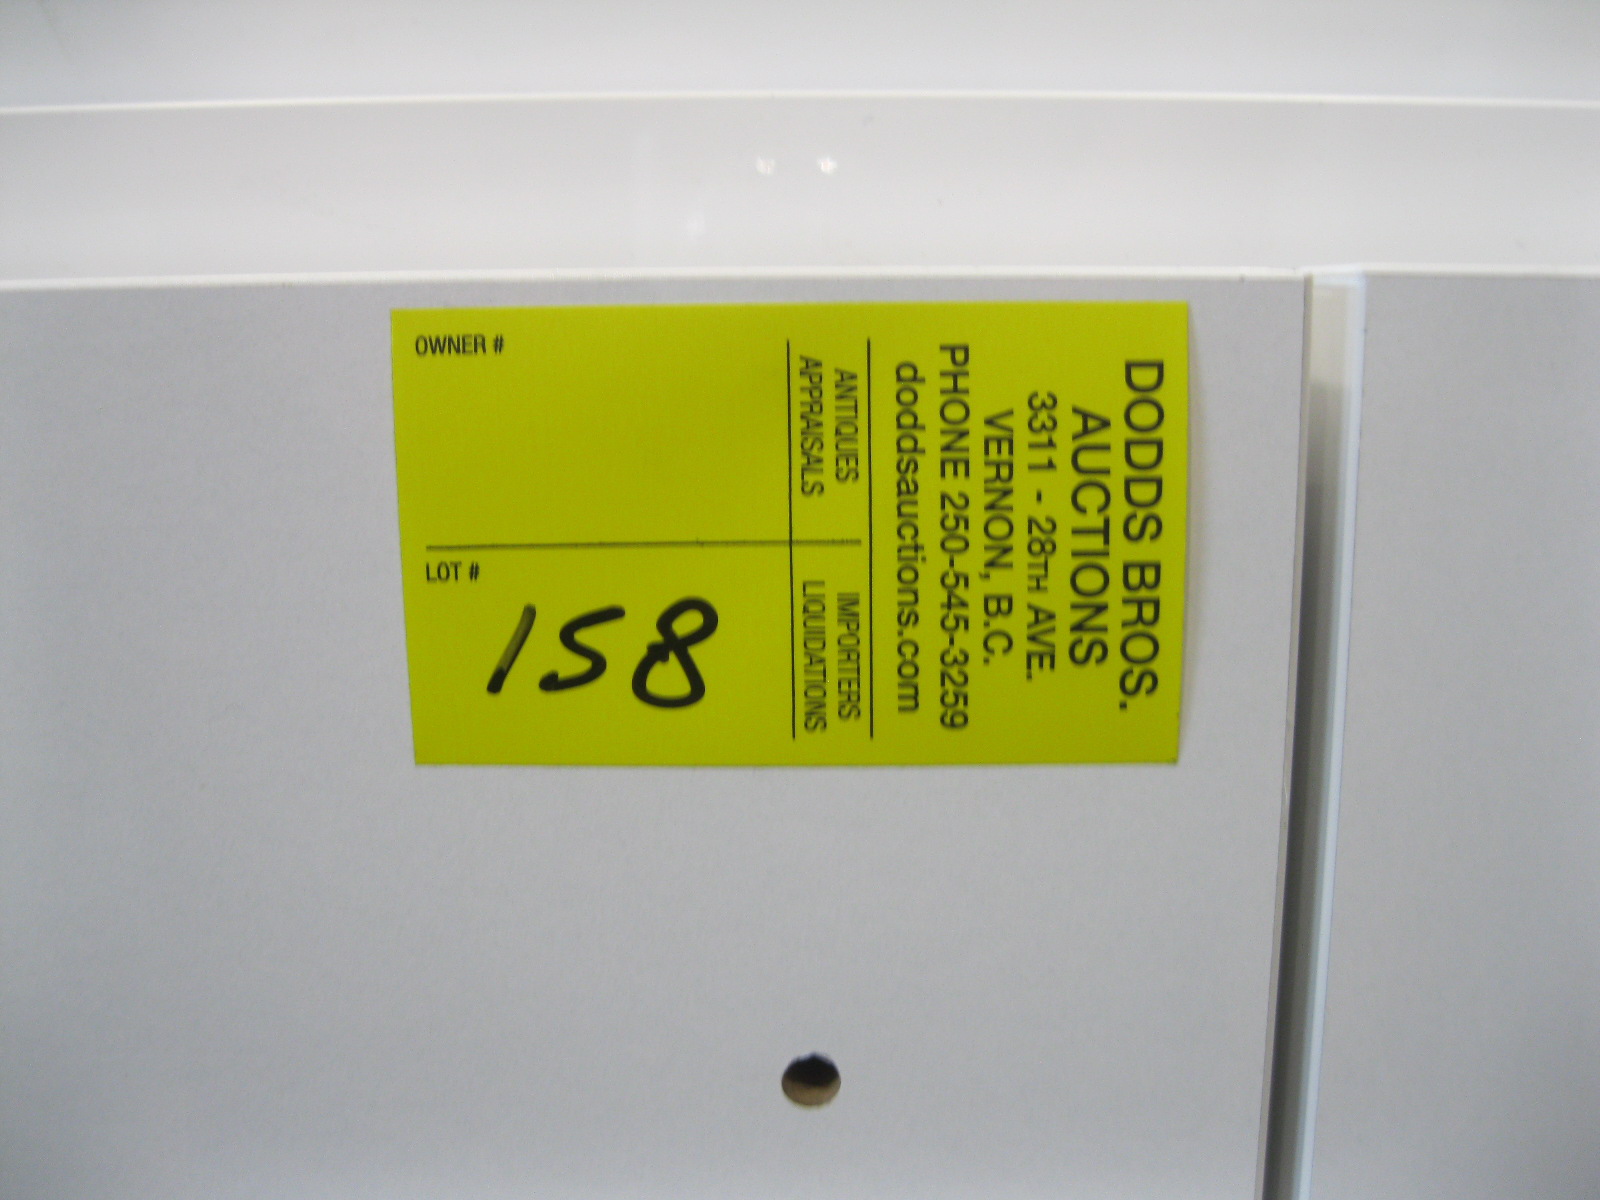 DODDS BROS.
AUCTIONS
3311 - 28TH AVE.
VERNON, B.C.
PHONE 250-545-3259
doddsauctions.com
ANTIQUES IMPORTERS
APPRAISALS LIQUIDATIONS
OWNER #
LOT #
158